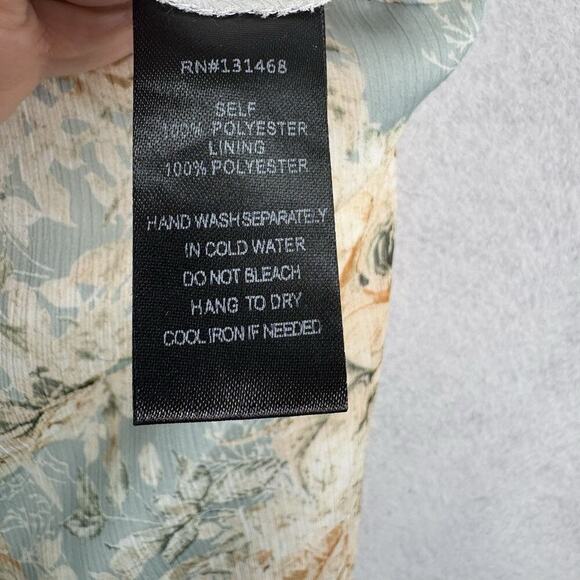 RN#131468
SELF
100% POLYESTER
LINING
100% POLYESTER
HAND WASH SEPARATELY
IN COLD WATER
DO NOT BLEACH
HANG TO DRY
COOL IRON IF NEEDED